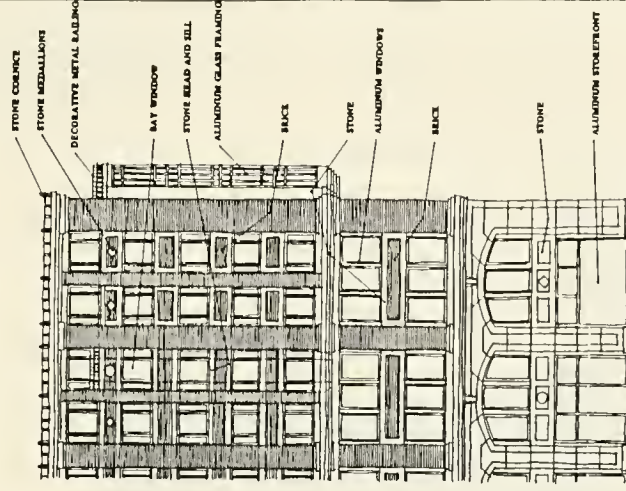 STONE CORNICE
STONE MEDALLIONS
DECORATIVE METAL RAILING
BAY WINDOW
STONE HEAD AND SILL
ALUMINUM GLASS FRAMING
BRICK
STONE
ALUMINUM WINDOWS
BRICK
STONE
ALUMINUM STOREFRONT